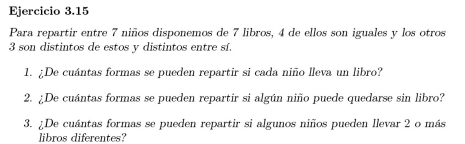 Ejercicio 3.15
Para repartir entre 7 niños disponemos de 7 libros, 4 de ellos son iguales y los otros
3 son distintos de estos y distintos entre sí.
1. ¿De cuántas formas se pueden repartir si cada niño lleva un libro?
2. ¿De cuántas formas se pueden repartir si algún niño puede quedarse sin libro?
3. ¿De cuántas formas se pueden repartir si algunos niños pueden llevar 2 o más
libros diferentes?